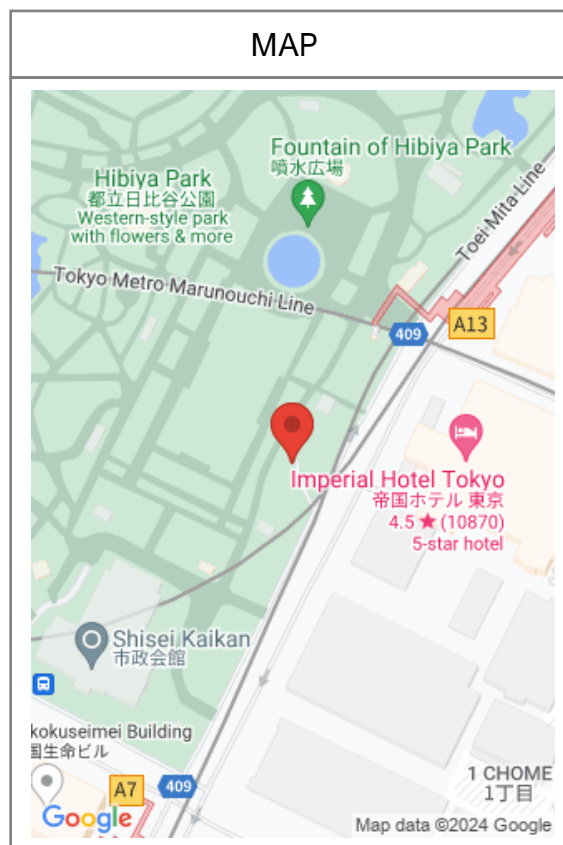 MAP
Fountain of Hibiya Park
噴水広場
Hibiya Park
都立日比谷公園
Western-style park
with flowers & more
Toei Mita Line
Tokyo Metro Marunouchi Line
A13
409
Imperial Hotel Tokyo
帝国ホテル 東京
4.5 ★ (10870)
5-star hotel
Shisei Kaikan
市政会館
kokuseimei Building
国生命ビル
A7
409
1 CHOME
1丁目
Google
Map data ©2024 Google